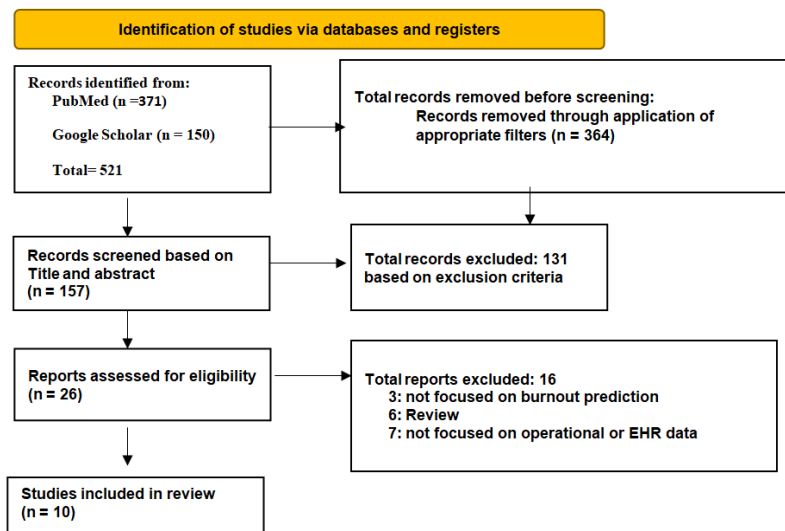 Identification of studies via databases and registers
Records identified from:
PubMed (n =371)
Google Scholar (n = 150)
Total= 521
Total records removed before screening:
Records removed through application of
appropriate filters (n = 364)
Records screened based on
Title and abstract
(n = 157)
Total records excluded: 131
based on exclusion criteria
Reports assessed for eligibility
(n = 26)
Total reports excluded: 16
3: not focused on burnout prediction
6: Review
7: not focused on operational or EHR data
Studies included in review
(n = 10)